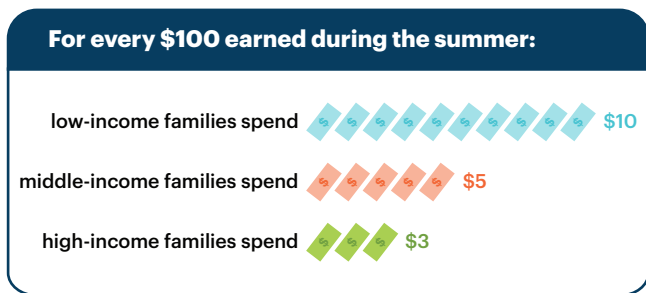 For every $100 earned during the summer:
low-income families spend $ $ $ $ $ $ $ $ $ $ $10
middle-income families spend $ $ $ $ $ $5
high-income families spend $ $ $ $3